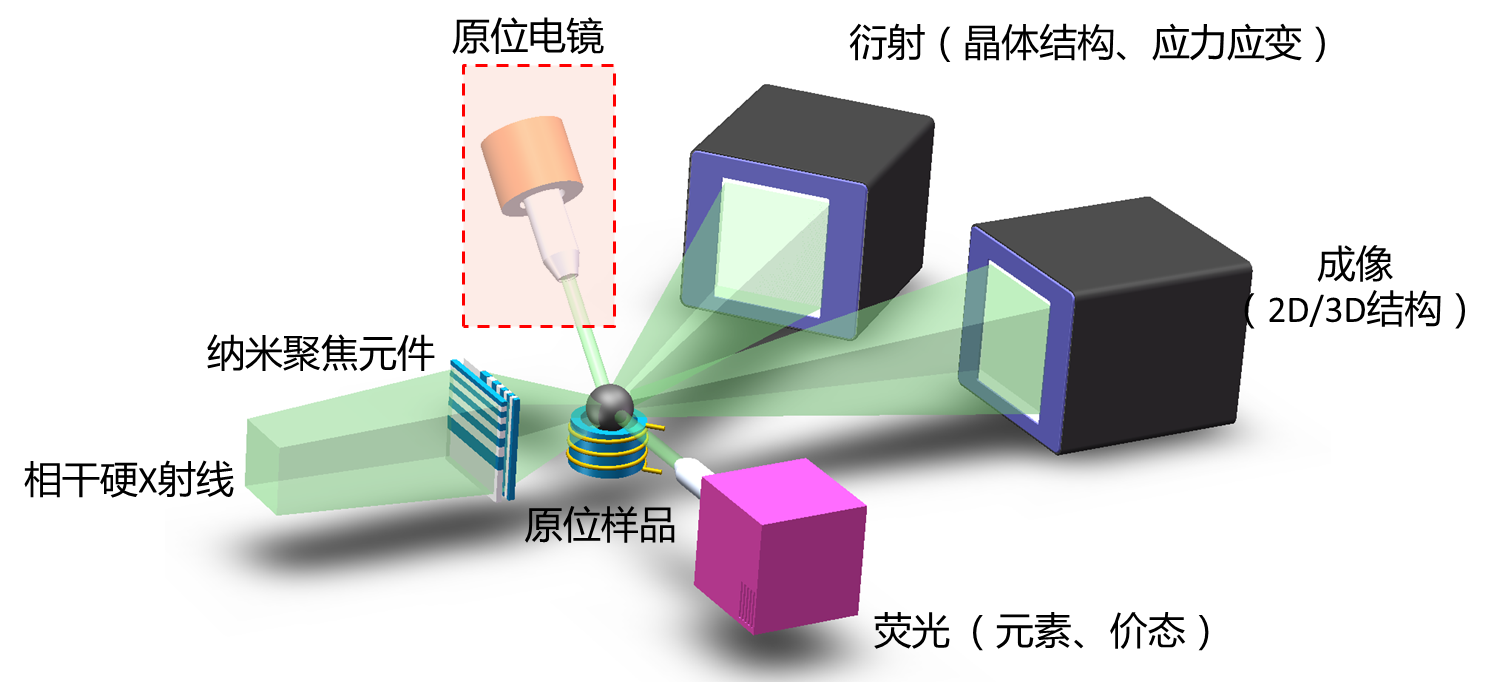 原位电镜
衍射（晶体结构、应力应变）
成像
（2D/3D结构）
纳米聚焦元件
相干硬X射线
原位样品
荧光（元素、价态）